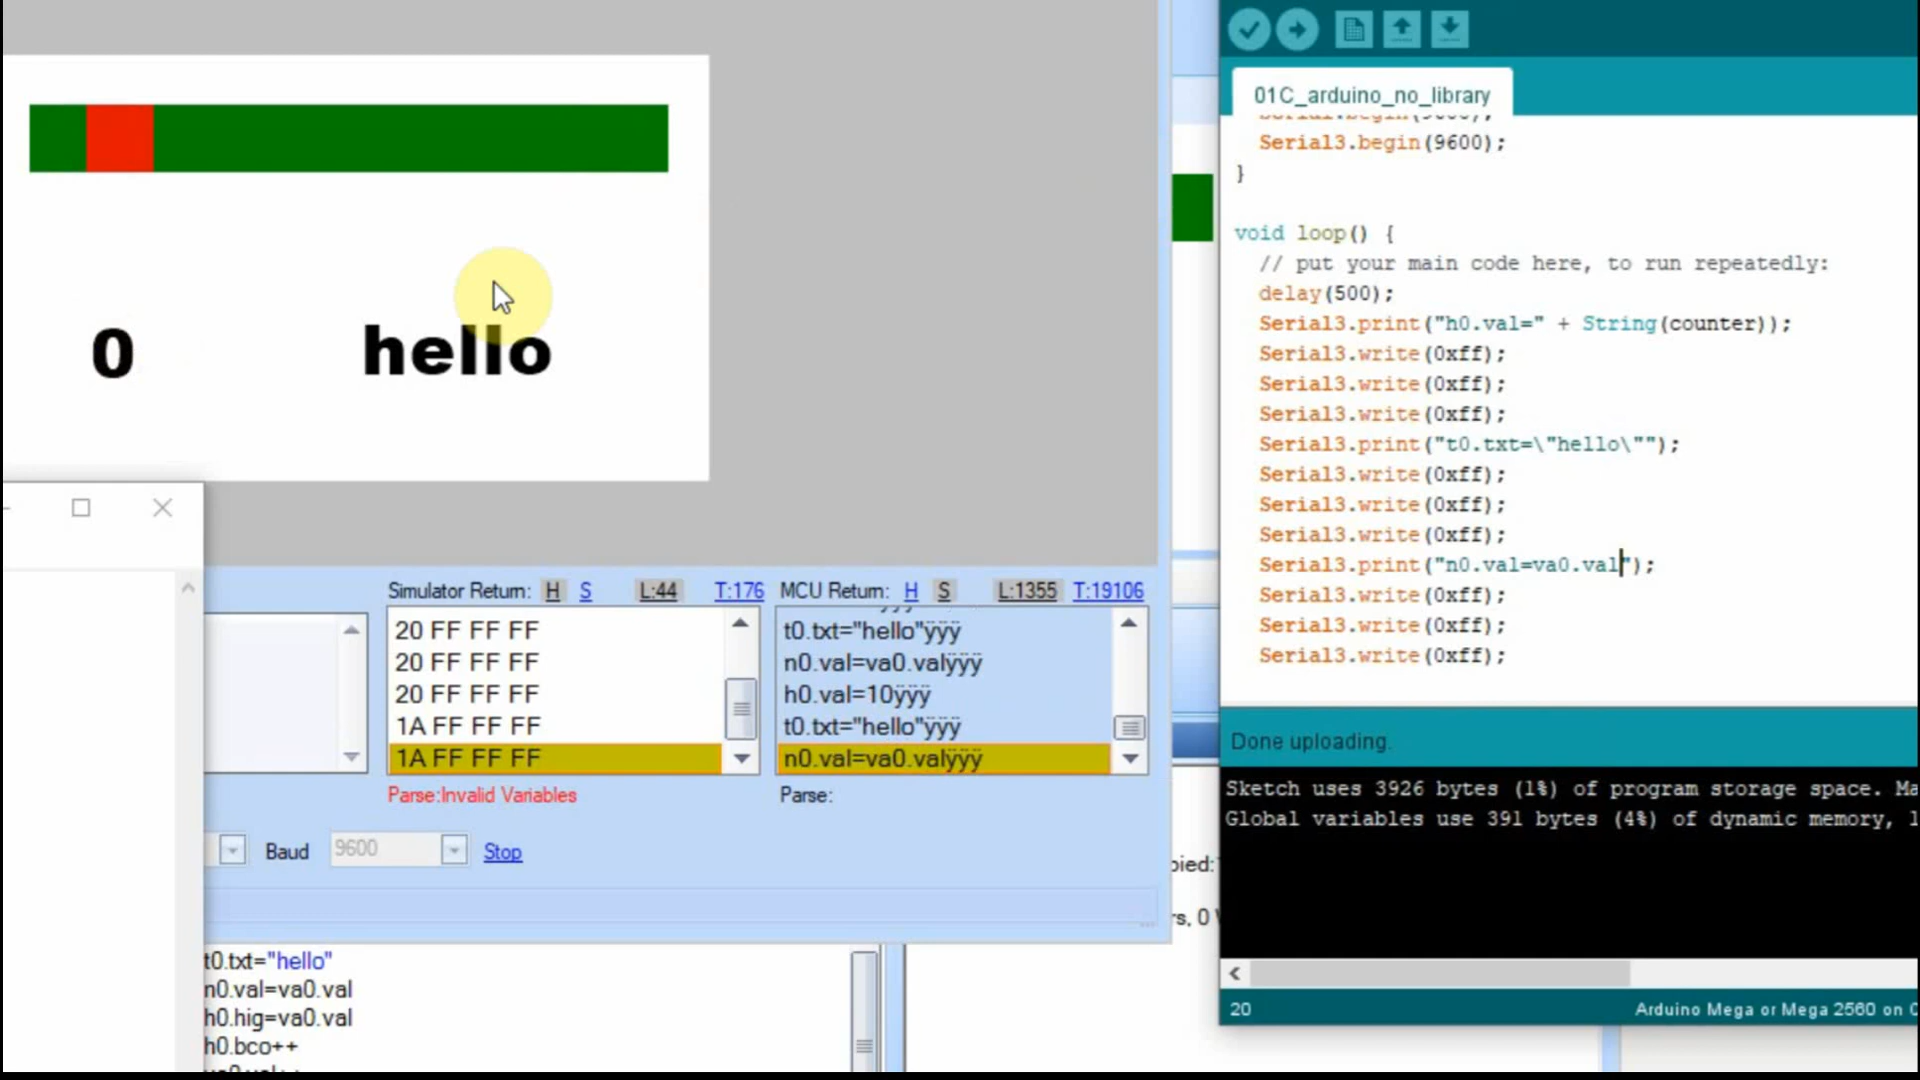 0
hello
Simulator Return: H S L:44 T:176
20 FF FF FF
20 FF FF FF
20 FF FF FF
1A FF FF FF
1A FF FF FF
Parse:Invalid Variables
MCU Return: H S L:1355 T:19106
t0.txt="hello"ÿÿÿ
n0.val=va0.valÿÿÿ
h0.val=10ÿÿÿ
t0.txt="hello"ÿÿÿ
n0.val=va0.valÿÿÿ
Parse:
Baud 9600 Stop
t0.txt="hello"
n0.val=va0.val
h0.hig=va0.val
h0.bco++
01C_arduino_no_library
Serial3.begin(9600);
}
void loop() {
// put your main code here, to run repeatedly:
delay(500);
Serial3.print("h0.val=" + String(counter));
Serial3.write(0xff);
Serial3.write(0xff);
Serial3.write(0xff);
Serial3.print("t0.txt=\"hello\"");
Serial3.write(0xff);
Serial3.write(0xff);
Serial3.write(0xff);
Serial3.print("n0.val=va0.val");
Serial3.write(0xff);
Serial3.write(0xff);
Serial3.write(0xff);
Done uploading.
Sketch uses 3926 bytes (1%) of program storage space. Ma
Global variables use 391 bytes (4%) of dynamic memory, l
20
Arduino Mega or Mega 2560 on